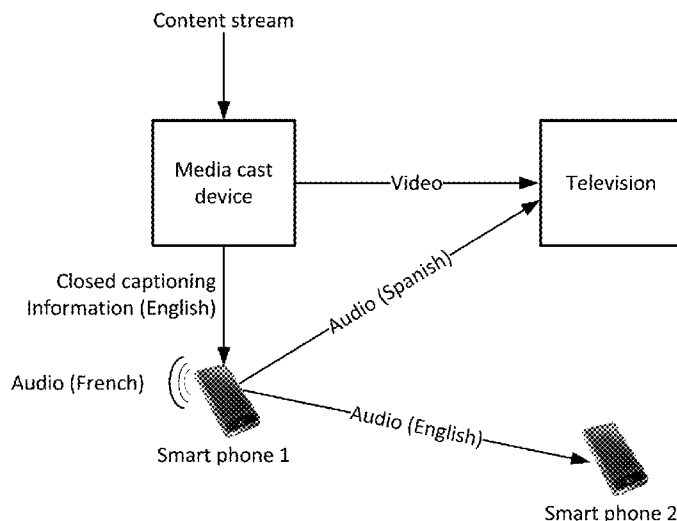 Content stream
Media cast
device
Video
Television
Closed captioning
Information (English)
Audio (Spanish)
Audio (French)
Audio (English)
Smart phone 1
Smart phone 2